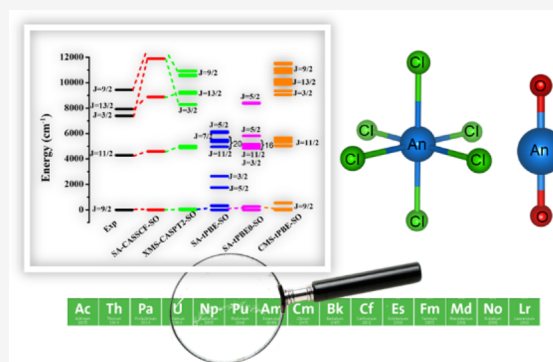 12000
10000
8000
6000
4000
2000
0
Energy (cm⁻¹)
J=9/2
J=13/2
J=3/2
J=11/2
J=9/2
J=9/2
J=13/2
J=3/2
J=5/2
J=7/2
20
J=11/2
J=3/2
J=5/2
J=5/2
J=5/2
16
J=11/2
J=3/2
J=9/2
J=13/2
J=3/2
J=11/2
J=9/2
Exp
SA-CASSCF-SO
XMS-CASPT2-SO
SA-tPBE-SO
SA-tPBE0-SO
CMS-tPBE-SO
Cl
Cl
Cl
An
Cl
Cl
Cl
O
An
O
Ac Th Pa U Np Pu Am Cm Bk Cf Es Fm Md No Lr